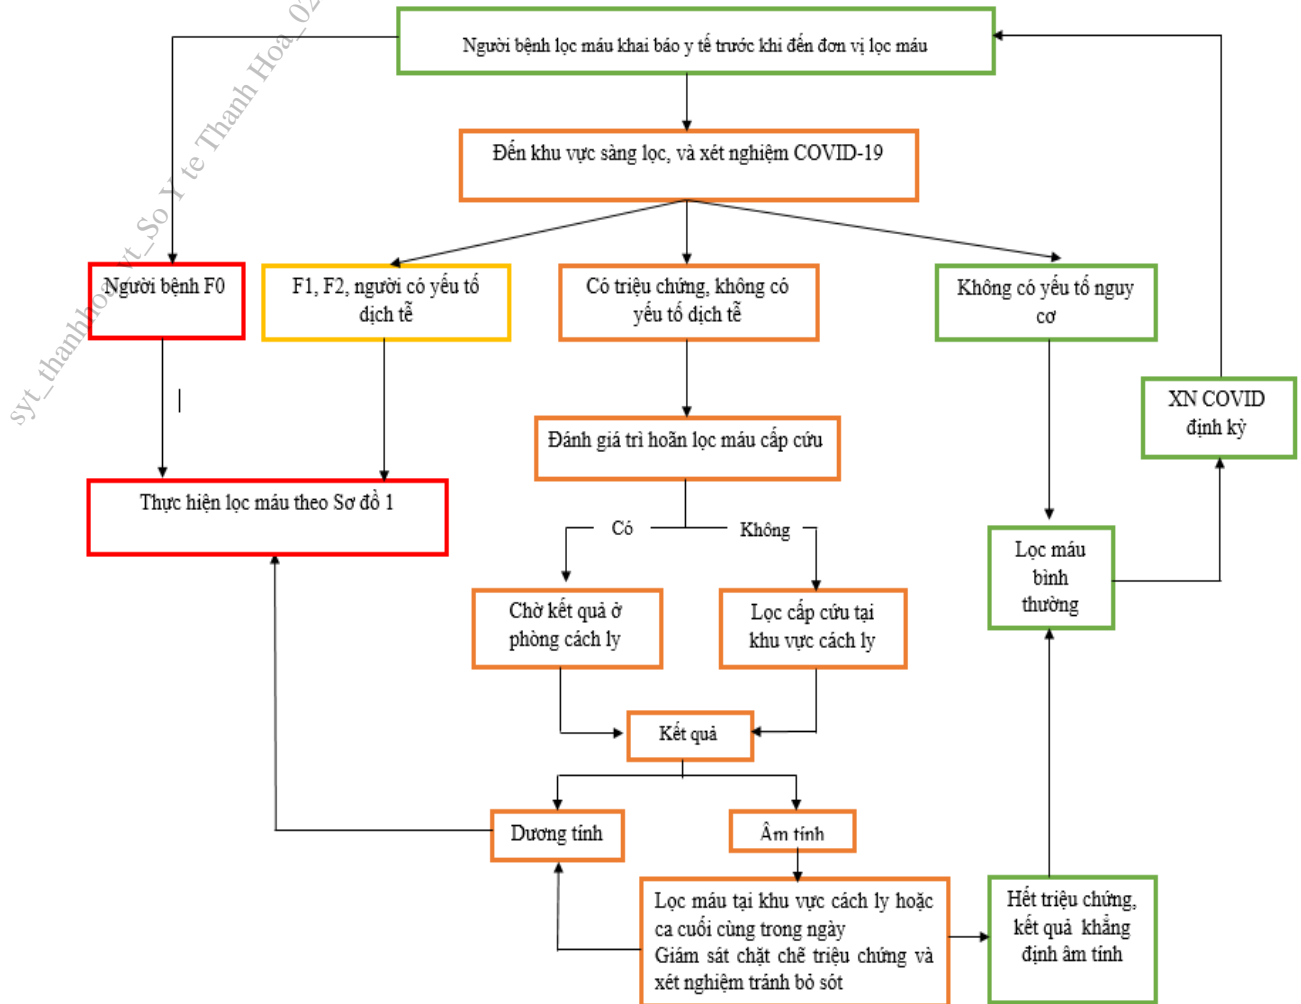 Người bệnh lọc máu khai báo y tế trước khi đến đơn vị lọc máu
Đến khu vực sàng lọc, và xét nghiệm COVID-19
Người bệnh F0
F1, F2, người có yếu tố
dịch tễ
Có triệu chứng, không có
yếu tố dịch tễ
Không có yếu tố nguy
cơ
XN COVID
định kỳ
Đánh giá trì hoãn lọc máu cấp cứu
Thực hiện lọc máu theo Sơ đồ 1
Có
Không
Lọc máu
bình
thường
Chờ kết quả ở
phòng cách ly
Lọc cấp cứu tại
khu vực cách ly
Kết quả
Dương tính
Âm tính
Lọc máu tại khu vực cách ly hoặc
ca cuối cùng trong ngày
Giám sát chặt chẽ triệu chứng và
xét nghiệm tránh bỏ sót
Hết triệu chứng,
kết quả khẳng
định âm tính
So Y te Thanh Hoa_02